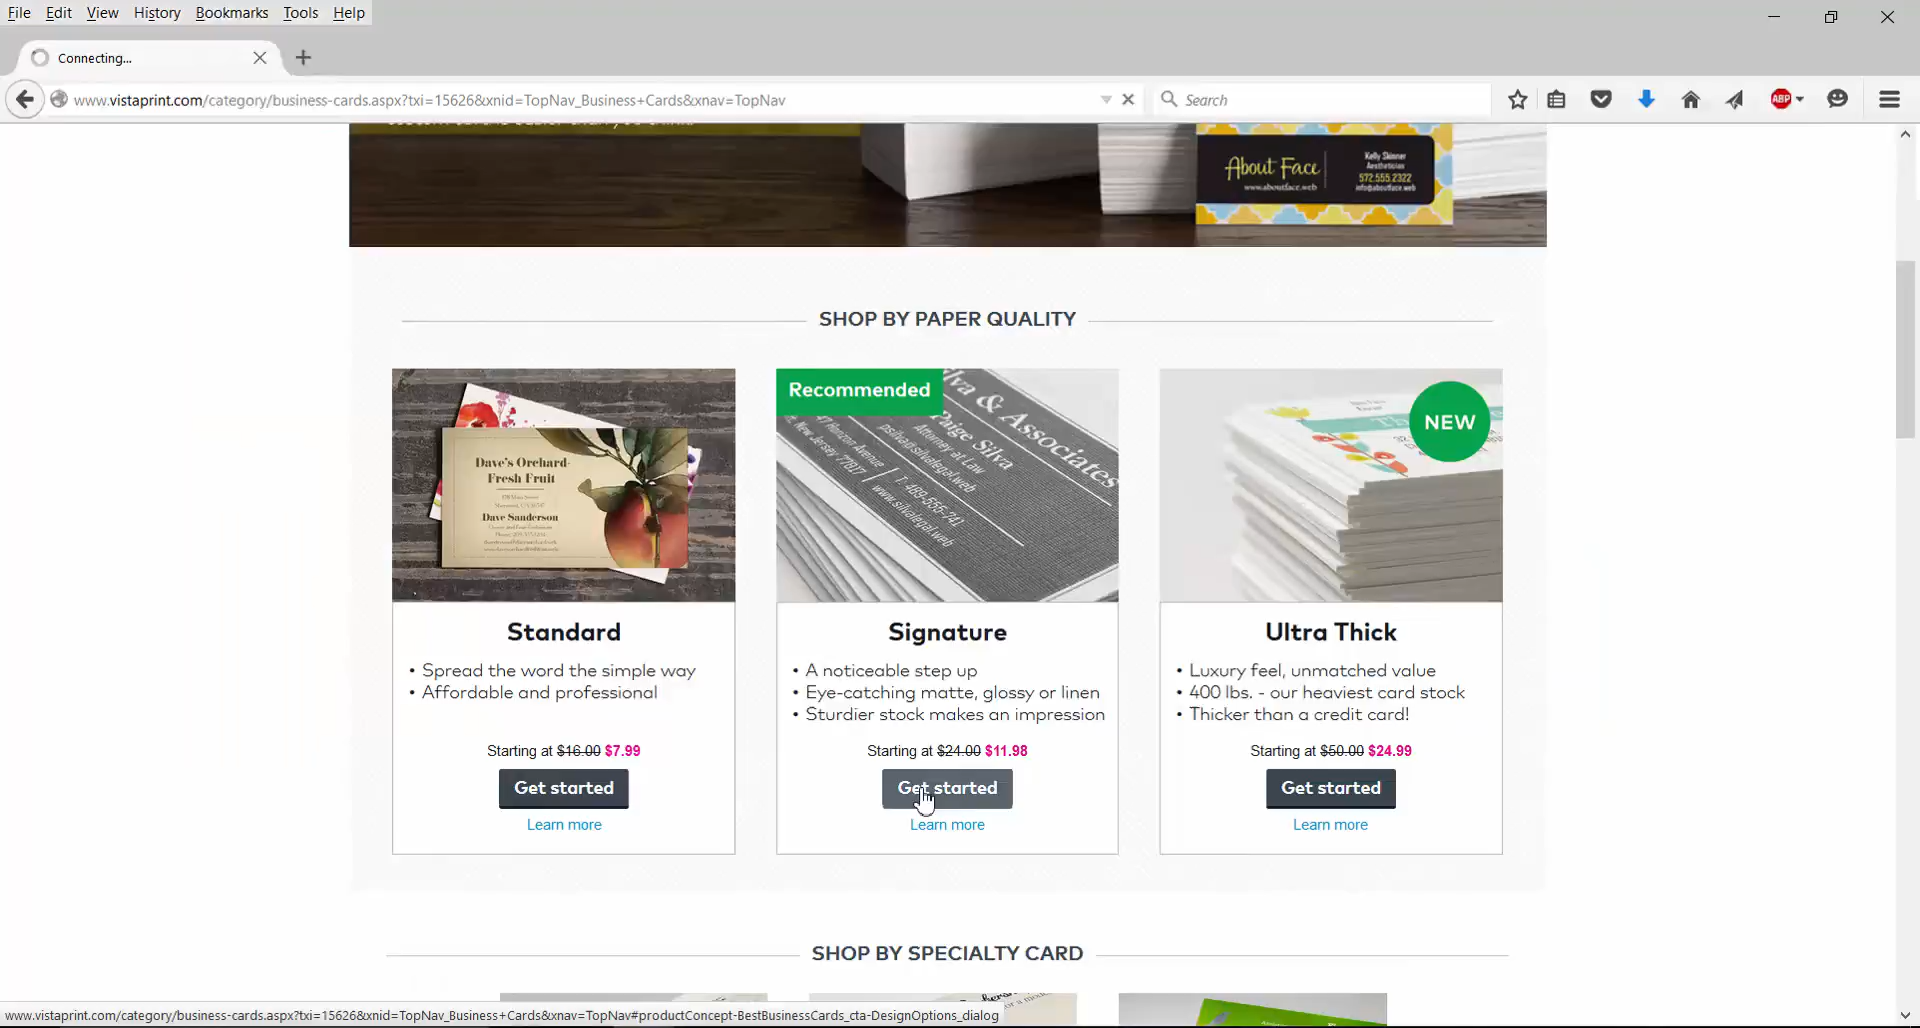 File Edit View History Bookmarks Tools Help
Connecting...
www.vistaprint.com/category/business-cards.aspx?txi=15626&xnid=TopNav_Business+Cards&xnav=TopNav
Search
ABP
About Face
www.aboutface.web
Kelly Skinner
Aesthetician
572.555.2322
info@aboutface.web
SHOP BY PAPER QUALITY
Dave's Orchard-
Fresh Fruit
Dave Sanderson
Recommended
lva & Associates
Paige Silva
Attorney at Law
psilva@silvalegal.web
47 Horizon Avenue
New Jersey 77017
T: 489-555-741
www.silvalegal.web
NEW
Standard
• Spread the word the simple way
• Affordable and professional
Starting at $16.00 $7.99
Get started
Learn more
Signature
• A noticeable step up
• Eye-catching matte, glossy or linen
• Sturdier stock makes an impression
Starting at $24.00 $11.98
Get started
Learn more
Ultra Thick
• Luxury feel, unmatched value
• 400 lbs. - our heaviest card stock
• Thicker than a credit card!
Starting at $50.00 $24.99
Get started
Learn more
SHOP BY SPECIALTY CARD
www.vistaprint.com/category/business-cards.aspx?txi=15626&xnid=TopNav_Business+Cards&xnav=TopNav#productConcept-BestBusinessCards_cta-DesignOptions_dialog